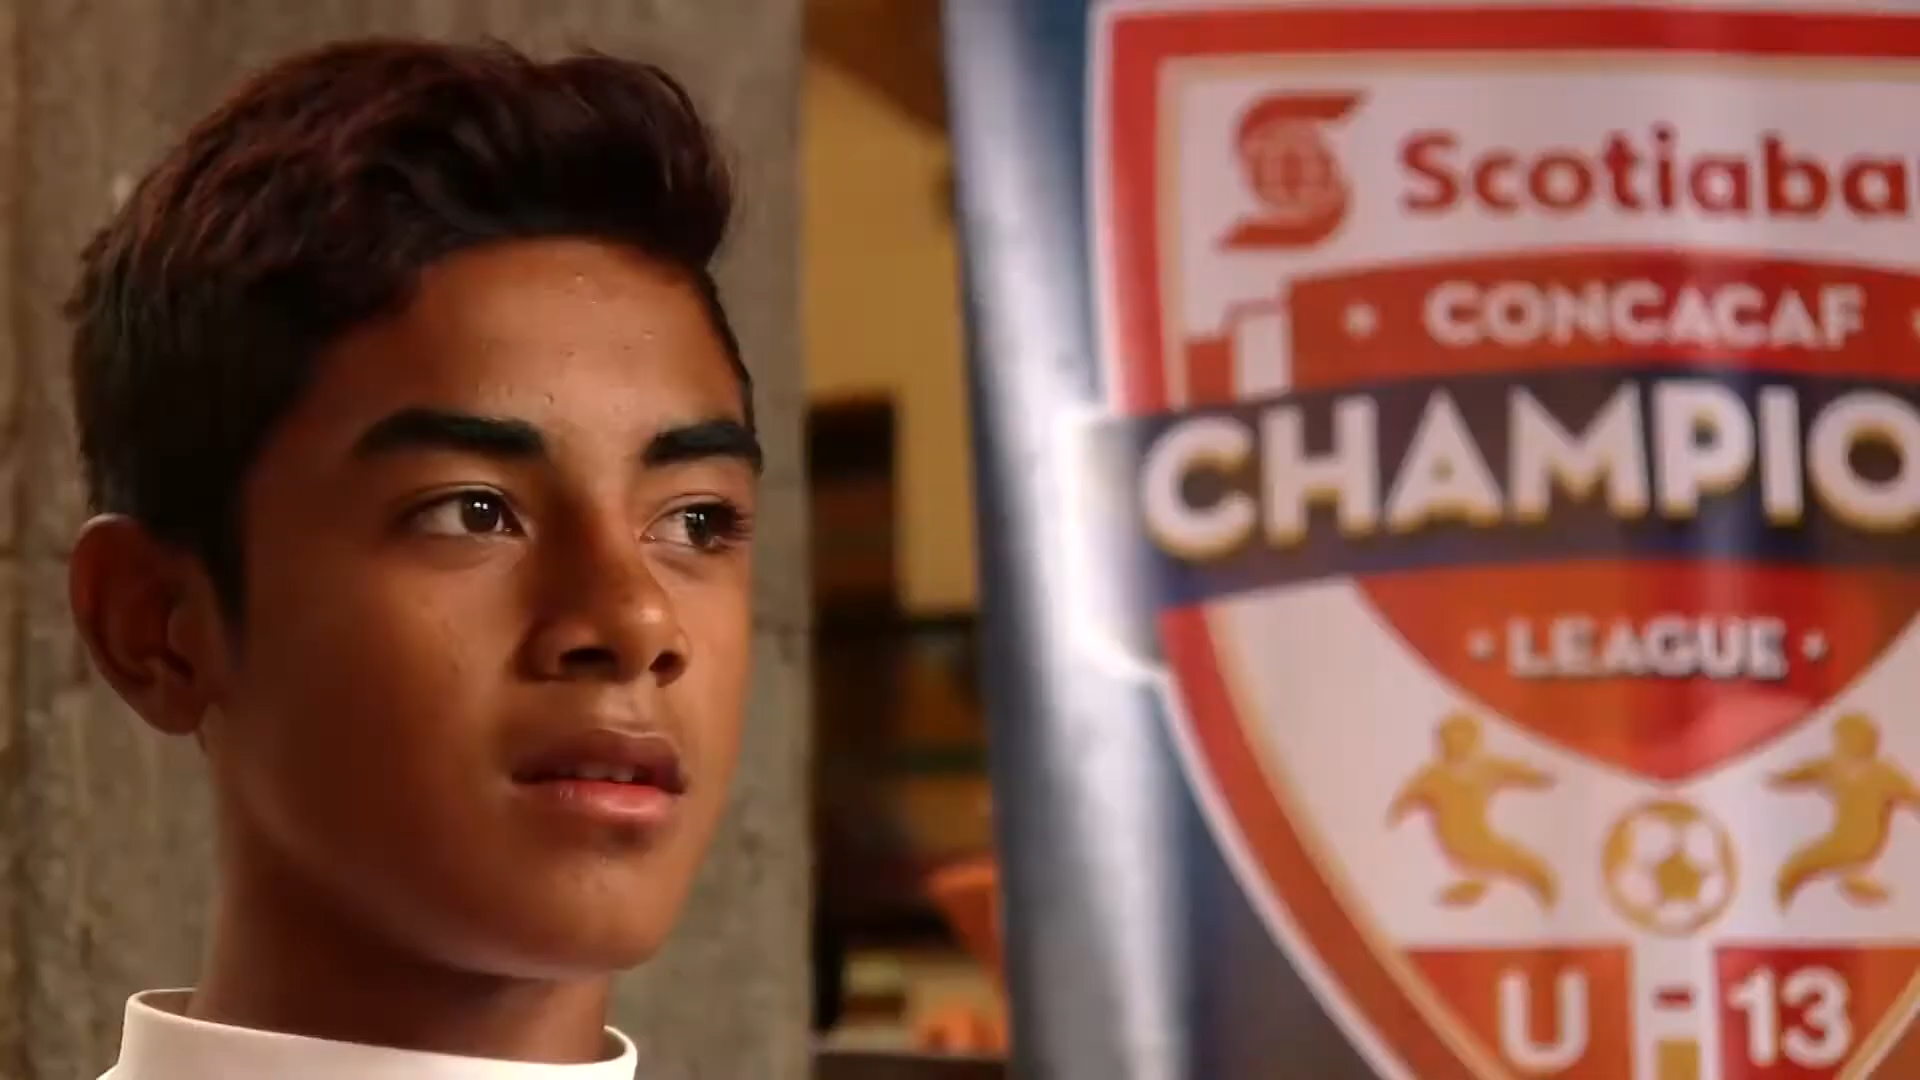 Scotiaba
CONCACAF
CHAMPIO
LEAGUE
U-13